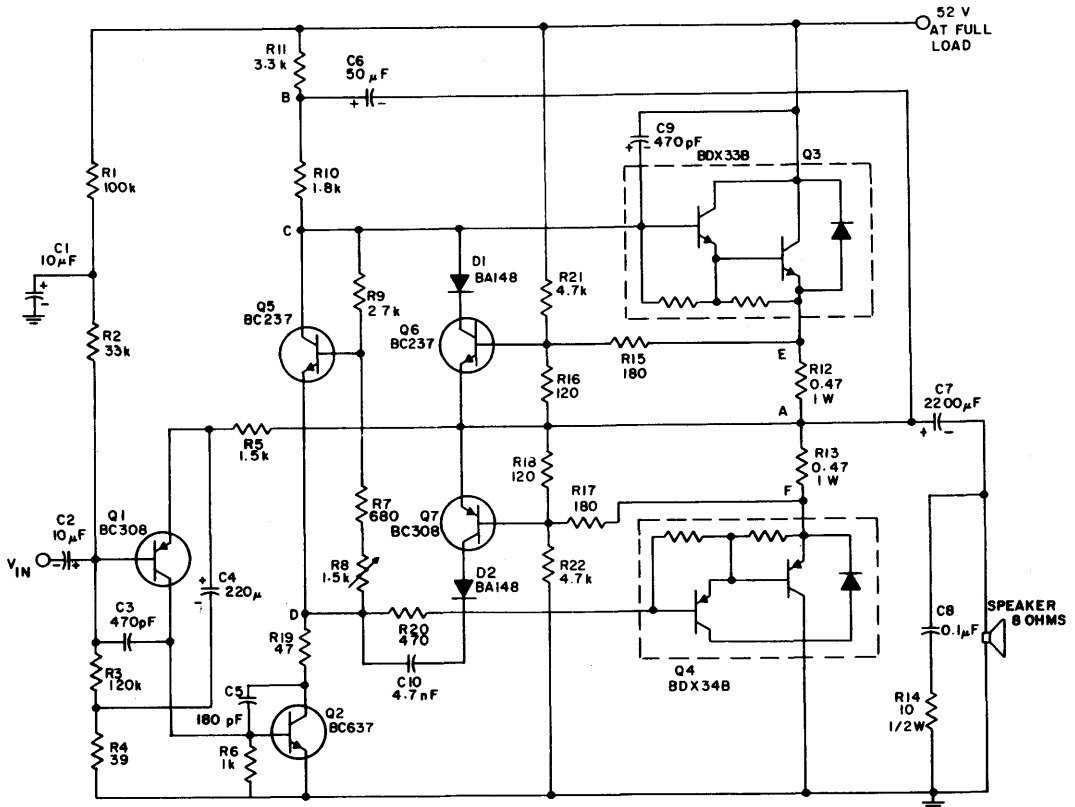 52 V
AT FULL
LOAD
R11
3.3k
C6
50µF
B
+ -
C9
470pF
+ -
BDX33B
Q3
R1
100k
R10
1.8k
C
C1
10µF
+
-
D1
BA148
R21
4.7k
R9
2.7k
Q5
BC237
Q6
BC237
R2
33k
R15
180
E
R16
120
R12
0.47
1W
C7
2200µF
+ -
A
R5
1.5k
R18
120
R13
0.47
1W
R17
180
F
R7
680
Q7
BC308
Q1
BC308
C2
10µF
VIN
- +
C4
220µ
+
-
R8
1.5k
R22
4.7k
D2
BA148
C3
470pF
D
R20
470
R19
47
C10
4.7nF
C8
0.1µF
SPEAKER
8 OHMS
R3
120k
C5
180 pF
Q2
BC637
Q4
BDX34B
R14
10
1/2W
R4
39
R6
1k